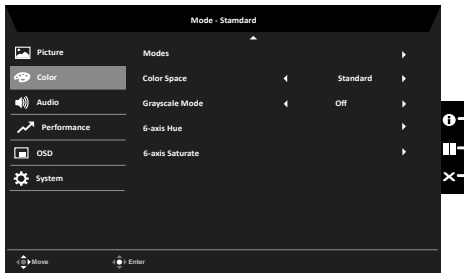 Mode - Stamdard
Picture
Modes
Color
Color Space Standard
Audio
Grayscale Mode Off
Performance
6-axis Hue
OSD
6-axis Saturate
System
Move Enter